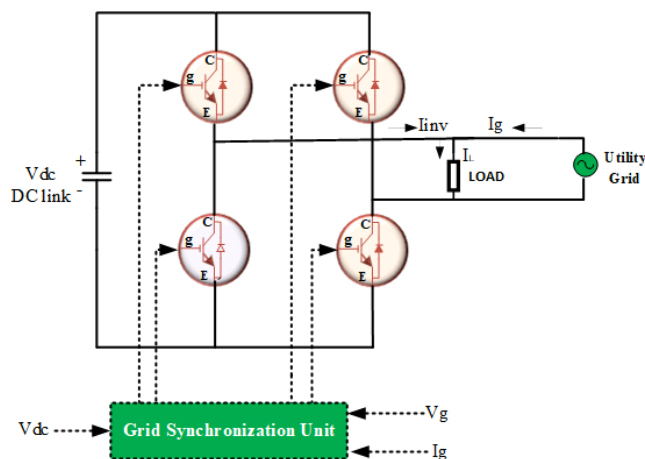 C
g
E
C
g
E
Iinv
Ig
IL
LOAD
Utility
Grid
+
Vdc
DC link -
C
g
E
C
g
E
Grid Synchronization Unit
Vdc
Vg
Ig